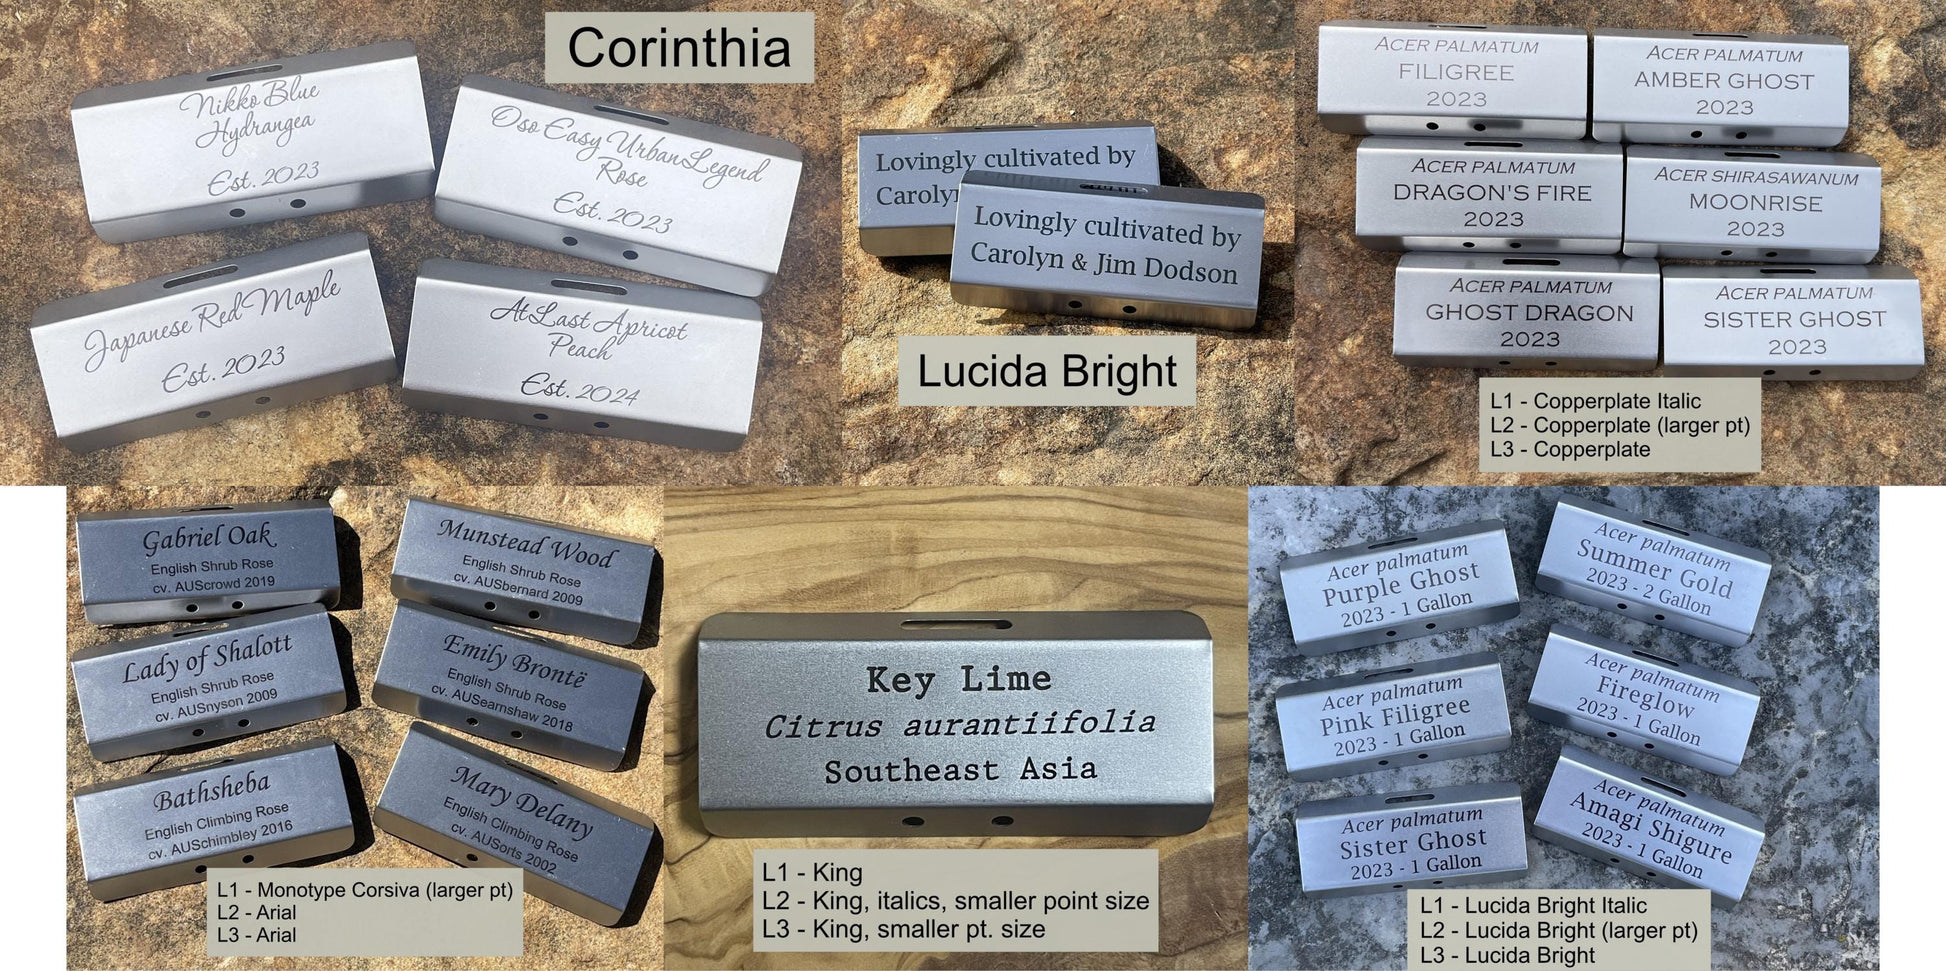 Corinthia
Nikko Blue
Hydrangea
Est. 2023
Oso Easy Urban Legend
Rose
Est. 2023
Japanese Red Maple
Est. 2023
At Last Apricot
Peach
Est. 2024
Lovingly cultivated by
Carolyn
Lovingly cultivated by
Carolyn & Jim Dodson
Lucida Bright
ACER PALMATUM
FILIGREE
2023
ACER PALMATUM
AMBER GHOST
2023
ACER PALMATUM
DRAGON'S FIRE
2023
ACER SHIRASAWANUM
MOONRISE
2023
ACER PALMATUM
GHOST DRAGON
2023
ACER PALMATUM
SISTER GHOST
2023
L1 - Copperplate Italic
L2 - Copperplate (larger pt)
L3 - Copperplate
Gabriel Oak
English Shrub Rose
cv. AUScrowd 2019
Munstead Wood
English Shrub Rose
cv. AUSbernard 2009
Lady of Shalott
English Shrub Rose
cv. AUSnyson 2009
Emily Brontë
English Shrub Rose
cv. AUSearnshaw 2018
Bathsheba
English Climbing Rose
cv. AUSchimbley 2016
Mary Delany
English Climbing Rose
cv. AUSorts 2002
L1 - Monotype Corsiva (larger pt)
L2 - Arial
L3 - Arial
Key Lime
Citrus aurantiifolia
Southeast Asia
L1 - King
L2 - King, italics, smaller point size
L3 - King, smaller pt. size
Acer palmatum
Purple Ghost
2023 - 1 Gallon
Acer palmatum
Summer Gold
2023 - 2 Gallon
Acer palmatum
Pink Filigree
2023 - 1 Gallon
Acer palmatum
Fireglow
2023 - 1 Gallon
Acer palmatum
Sister Ghost
2023 - 1 Gallon
Acer palmatum
Amagi Shigure
2023 - 1 Gallon
L1 - Lucida Bright Italic
L2 - Lucida Bright (larger pt)
L3 - Lucida Bright